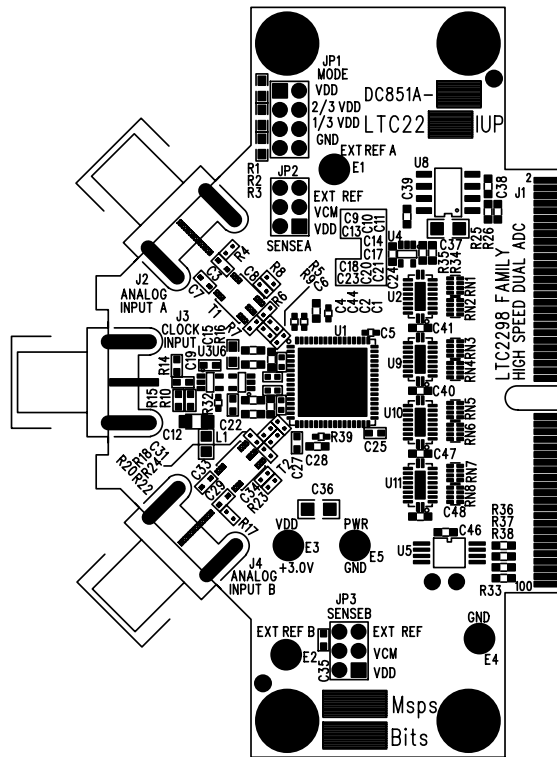 JP1
MODE
VDD
2/3 VDD
1/3 VDD
GND
DC851A-
LTC22 IUP
R1
R2
R3
EXT REF A
E1
JP2
EXT REF
VCM
VDD
SENSEA
U8
C39
C38
2
J1
C9
C10
C11
C13
C14
C17
C18
C20
C21
C23
C24
U4
C37
R25
R26
R35
R34
J2
ANALOG
INPUT A
R4
C3
C7
C8
R8
T1
R6
R5
C6
R9
C4
C44
C2
C1
U2
RN1
RN2
C41
LTC2298 FAMILY
HIGH SPEED DUAL ADC
J3
CLOCK
INPUT
C15
R16
U1
C5
R14
C19
U3
U6
U9
RN3
RN4
C40
R15
R10
R32
C12
C22
L1
U10
RN5
RN6
R39
C25
C27
C28
C47
R18
C31
R20
R24
R22
C33
C29
T2
C34
R23
R17
U11
RN7
RN8
C48
C36
VDD
E3
+3.0V
PWR
E5
GND
U5
C46
R36
R37
R38
R33
100
J4
ANALOG
INPUT B
JP3
SENSEB
EXT REF B
E2
C35
EXT REF
VCM
VDD
GND
E4
Msps
Bits